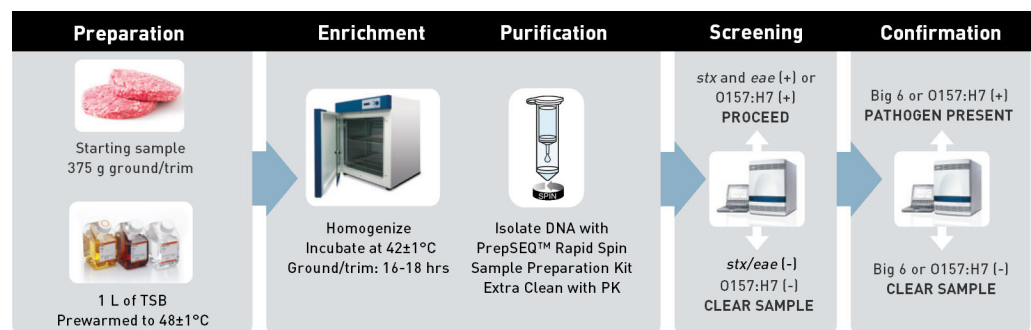 Preparation
Enrichment
Purification
Screening
Confirmation
Starting sample
375 g ground/trim
1 L of TSB
Prewarmed to 48±1°C
Homogenize
Incubate at 42±1°C
Ground/trim: 16-18 hrs
SPIN
Isolate DNA with
PrepSEQ™ Rapid Spin
Sample Preparation Kit
Extra Clean with PK
stx and eae (+) or
O157:H7 (+)
PROCEED
stx/eae (-)
O157:H7 (-)
CLEAR SAMPLE
Big 6 or O157:H7 (+)
PATHOGEN PRESENT
Big 6 or O157:H7 (-)
CLEAR SAMPLE